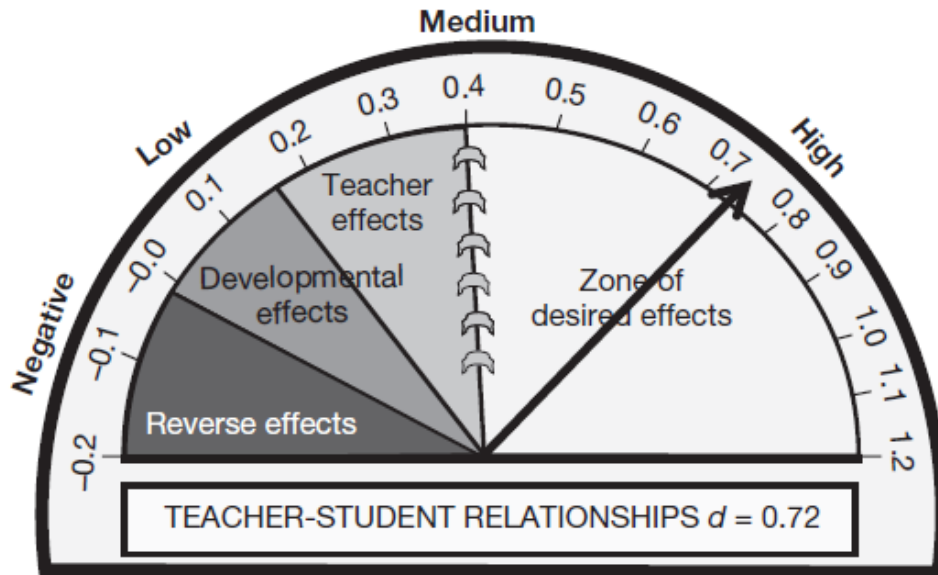 Medium
Low
High
Negative
–0.2
–0.1
–0.0
0.1
0.2
0.3
0.4
0.5
0.6
0.7
0.8
0.9
1.0
1.1
1.2
Reverse effects
Developmental
effects
Teacher
effects
Zone of
desired effects
TEACHER-STUDENT RELATIONSHIPS d = 0.72